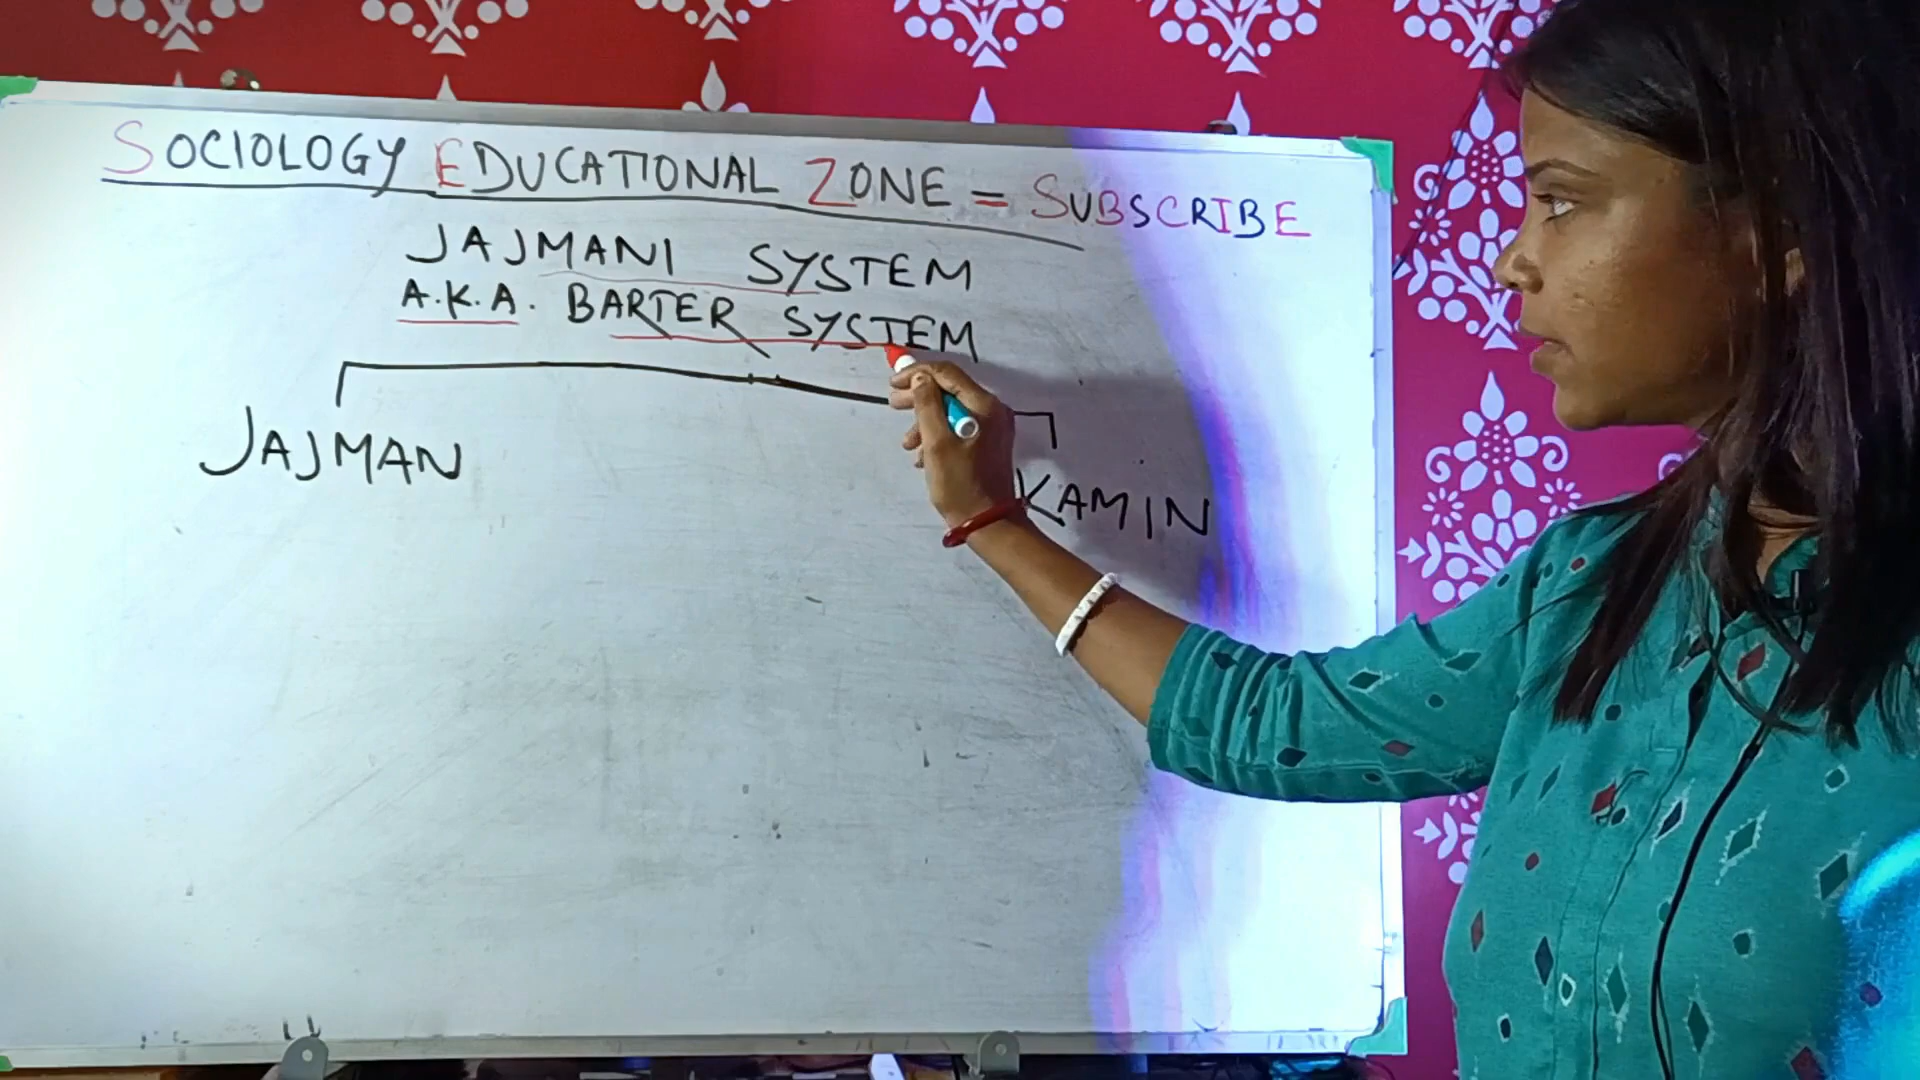 SOCIOLOGY EDUCATIONAL ZONE = SUBSCRIBE
JAJMANI SYSTEM
A.K.A. BARTER SYSTEM
JAJMAN
KAMIN